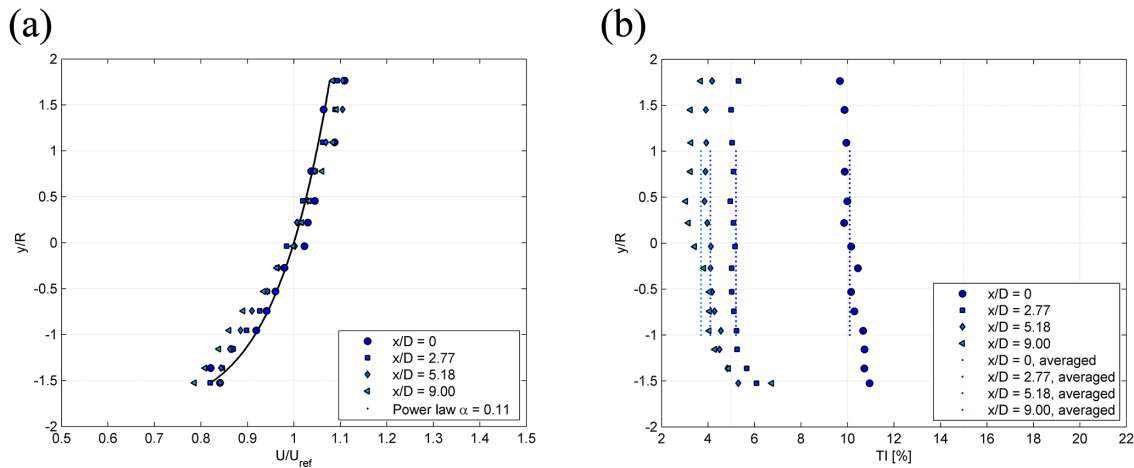 (a)
2
1.5
1
0.5
0
-0.5
-1
-1.5
-2
y/R
0.5 0.6 0.7 0.8 0.9 1 1.1 1.2 1.3 1.4 1.5
U/U_ref
x/D = 0
x/D = 2.77
x/D = 5.18
x/D = 9.00
Power law α = 0.11
(b)
2
1.5
1
0.5
0
-0.5
-1
-1.5
-2
y/R
2 4 6 8 10 12 14 16 18 20 22
TI [%]
x/D = 0
x/D = 2.77
x/D = 5.18
x/D = 9.00
x/D = 0, averaged
x/D = 2.77, averaged
x/D = 5.18, averaged
x/D = 9.00, averaged